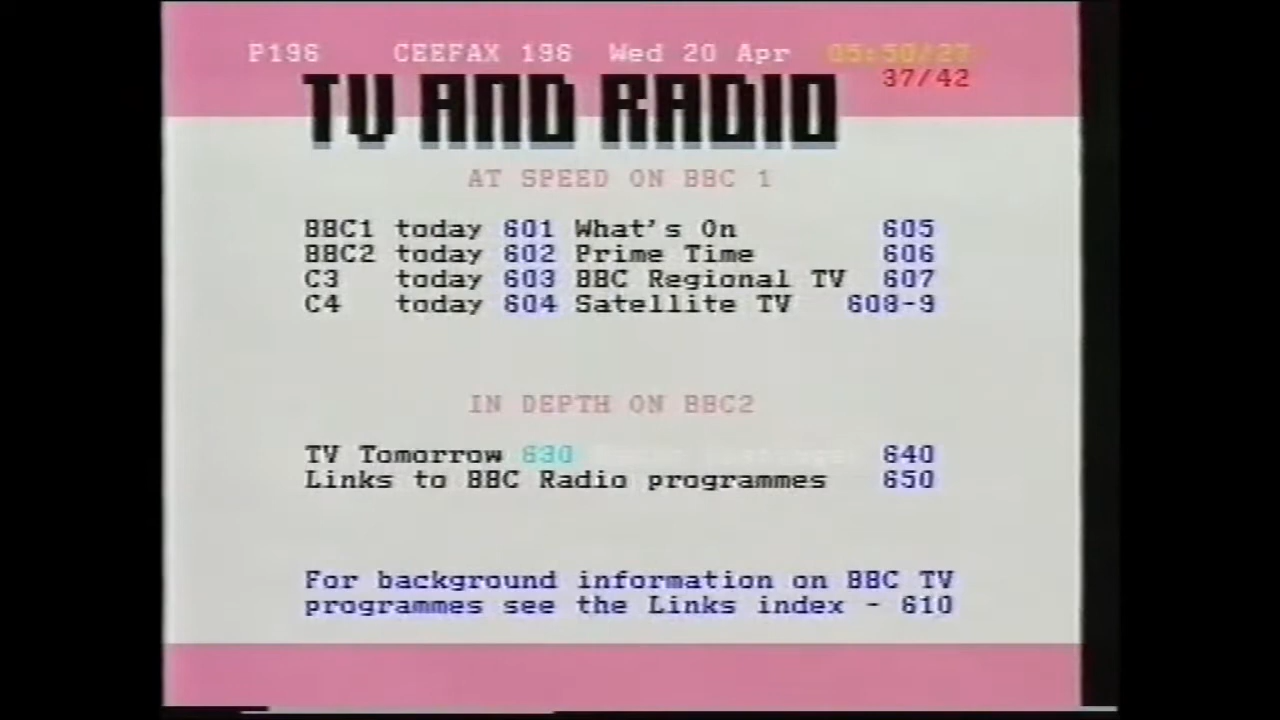 P196 CEEFAX 196 Wed 20 Apr 05:50/27
37/42
TV AND RADIO
AT SPEED ON BBC 1
BBC1 today 601 What's On 605
BBC2 today 602 Prime Time 606
C3 today 603 BBC Regional TV 607
C4 today 604 Satellite TV 608-9
IN DEPTH ON BBC2
TV Tomorrow 630 640
Links to BBC Radio programmes 650
For background information on BBC TV
programmes see the Links index - 610